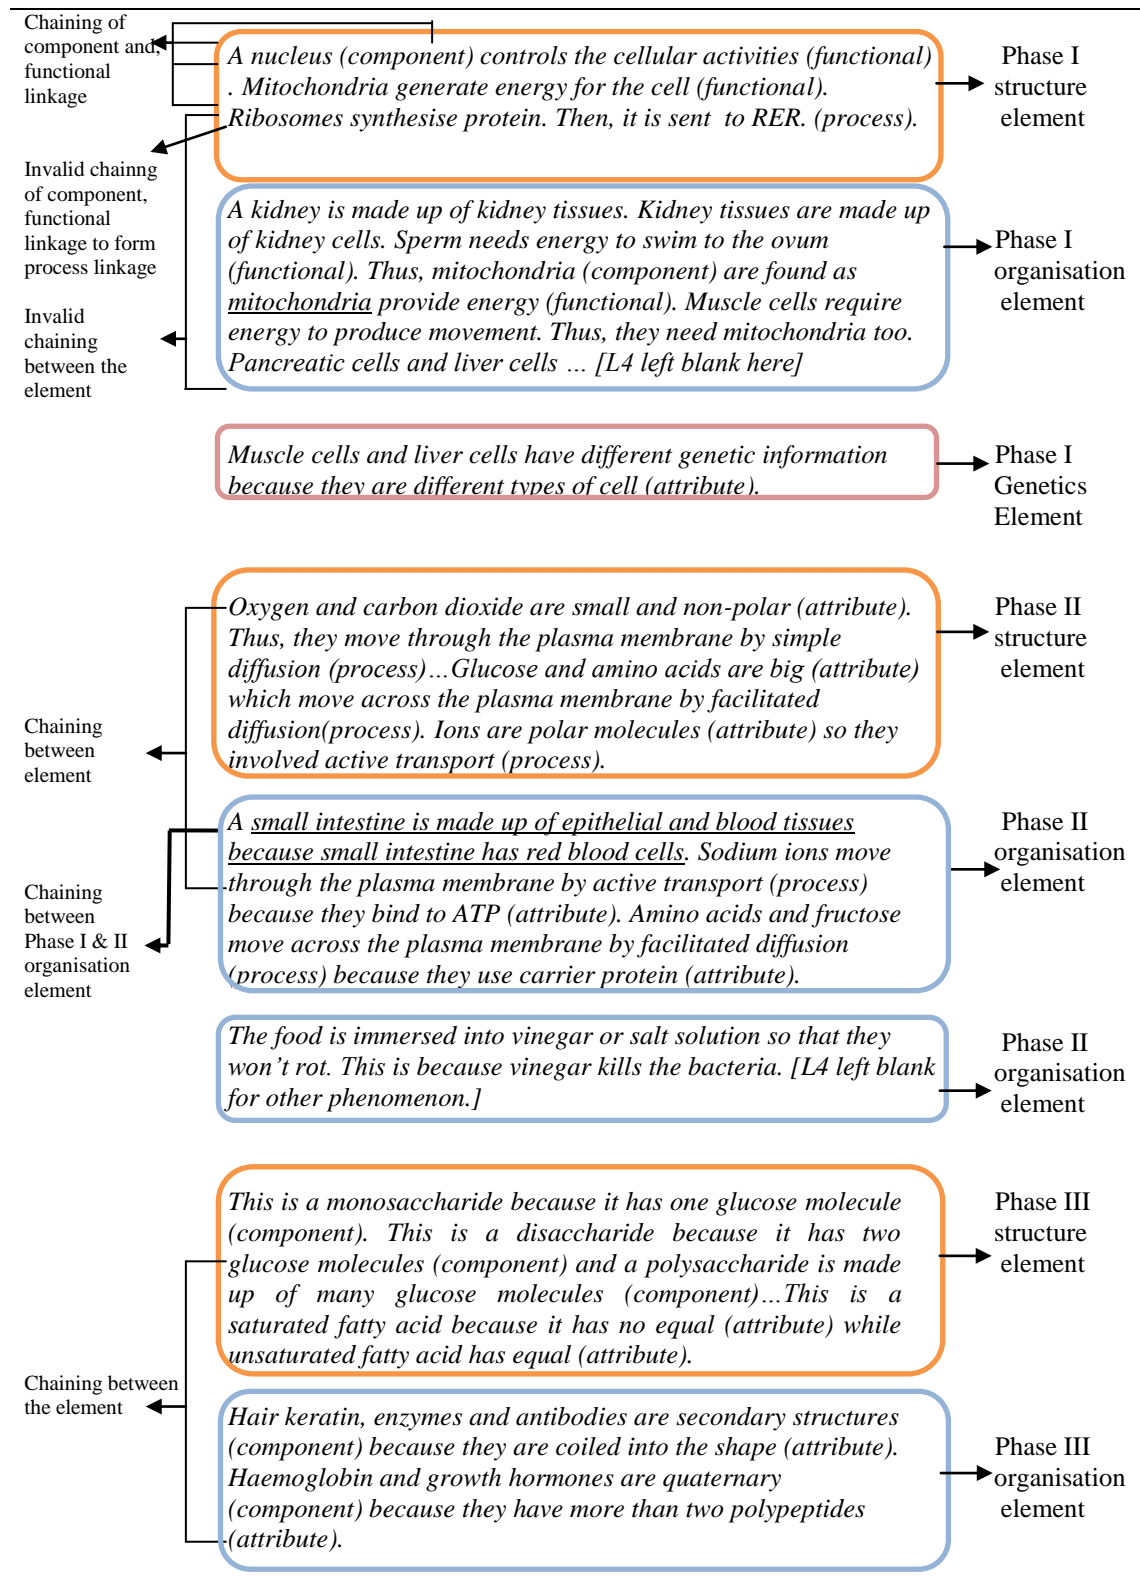 Chaining of
component and,
functional
linkage
A nucleus (component) controls the cellular activities (functional)
. Mitochondria generate energy for the cell (functional).
Ribosomes synthesise protein. Then, it is sent to RER. (process).
Phase I
structure
element
Invalid chainng
of component,
functional
linkage to form
process linkage
Invalid
chaining
between the
element
A kidney is made up of kidney tissues. Kidney tissues are made up
of kidney cells. Sperm needs energy to swim to the ovum
(functional). Thus, mitochondria (component) are found as
mitochondria provide energy (functional). Muscle cells require
energy to produce movement. Thus, they need mitochondria too.
Pancreatic cells and liver cells … [L4 left blank here]
Phase I
organisation
element
Muscle cells and liver cells have different genetic information
because they are different types of cell (attribute).
Phase I
Genetics
Element
Oxygen and carbon dioxide are small and non-polar (attribute).
Thus, they move through the plasma membrane by simple
diffusion (process)…Glucose and amino acids are big (attribute)
which move across the plasma membrane by facilitated
diffusion(process). Ions are polar molecules (attribute) so they
involved active transport (process).
Phase II
structure
element
Chaining
between
element
A small intestine is made up of epithelial and blood tissues
because small intestine has red blood cells. Sodium ions move
through the plasma membrane by active transport (process)
because they bind to ATP (attribute). Amino acids and fructose
move across the plasma membrane by facilitated diffusion
(process) because they use carrier protein (attribute).
Phase II
organisation
element
Chaining
between
Phase I & II
organisation
element
The food is immersed into vinegar or salt solution so that they
won't rot. This is because vinegar kills the bacteria. [L4 left blank
for other phenomenon.]
Phase II
organisation
element
This is a monosaccharide because it has one glucose molecule
(component). This is a disaccharide because it has two
glucose molecules (component) and a polysaccharide is made
up of many glucose molecules (component)…This is a
saturated fatty acid because it has no equal (attribute) while
unsaturated fatty acid has equal (attribute).
Phase III
structure
element
Chaining between
the element
Hair keratin, enzymes and antibodies are secondary structures
(component) because they are coiled into the shape (attribute).
Haemoglobin and growth hormones are quaternary
(component) because they have more than two polypeptides
(attribute).
Phase III
organisation
element